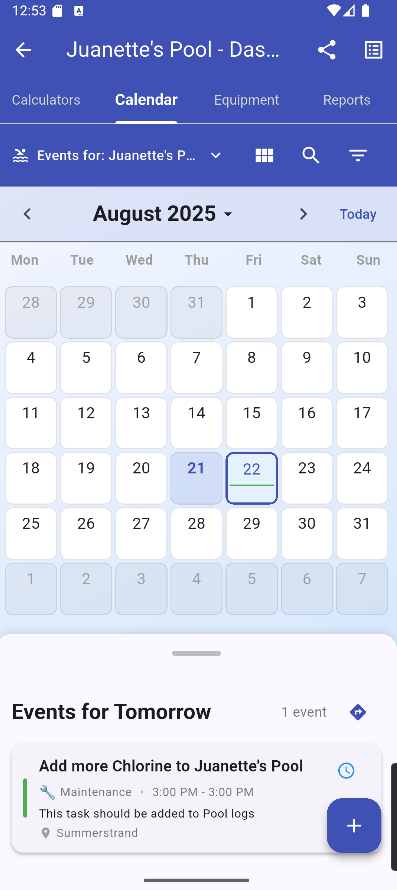 12:53
Juanette's Pool - Das...
Calculators Calendar Equipment Reports
Events for: Juanette's P...
August 2025 Today
Mon Tue Wed Thu Fri Sat Sun
28 29 30 31 1 2 3
4 5 6 7 8 9 10
11 12 13 14 15 16 17
18 19 20 21 22 23 24
25 26 27 28 29 30 31
1 2 3 4 5 6 7
Events for Tomorrow 1 event
Add more Chlorine to Juanette's Pool
Maintenance • 3:00 PM - 3:00 PM
This task should be added to Pool logs
Summerstrand